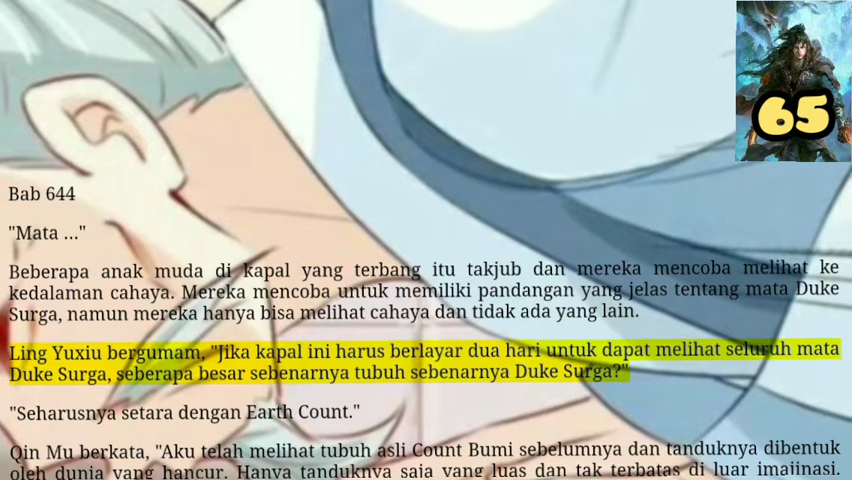 65
Bab 644
"Mata ..."
Beberapa anak muda di kapal yang terbang itu takjub dan mereka mencoba melihat ke
kedalaman cahaya. Mereka mencoba untuk memiliki pandangan yang jelas tentang mata Duke
Surga, namun mereka hanya bisa melihat cahaya dan tidak ada yang lain.
Ling Yuxiu bergumam, "Jika kapal ini harus berlayar dua hari untuk dapat melihat seluruh mata
Duke Surga, seberapa besar sebenarnya tubuh sebenarnya Duke Surga?"
"Seharusnya setara dengan Earth Count."
Qin Mu berkata, "Aku telah melihat tubuh asli Count Bumi sebelumnya dan tanduknya dibentuk
oleh dunia yang hancur. Hanya tanduknya saja yang luas dan tak terbatas di luar imajinasi.